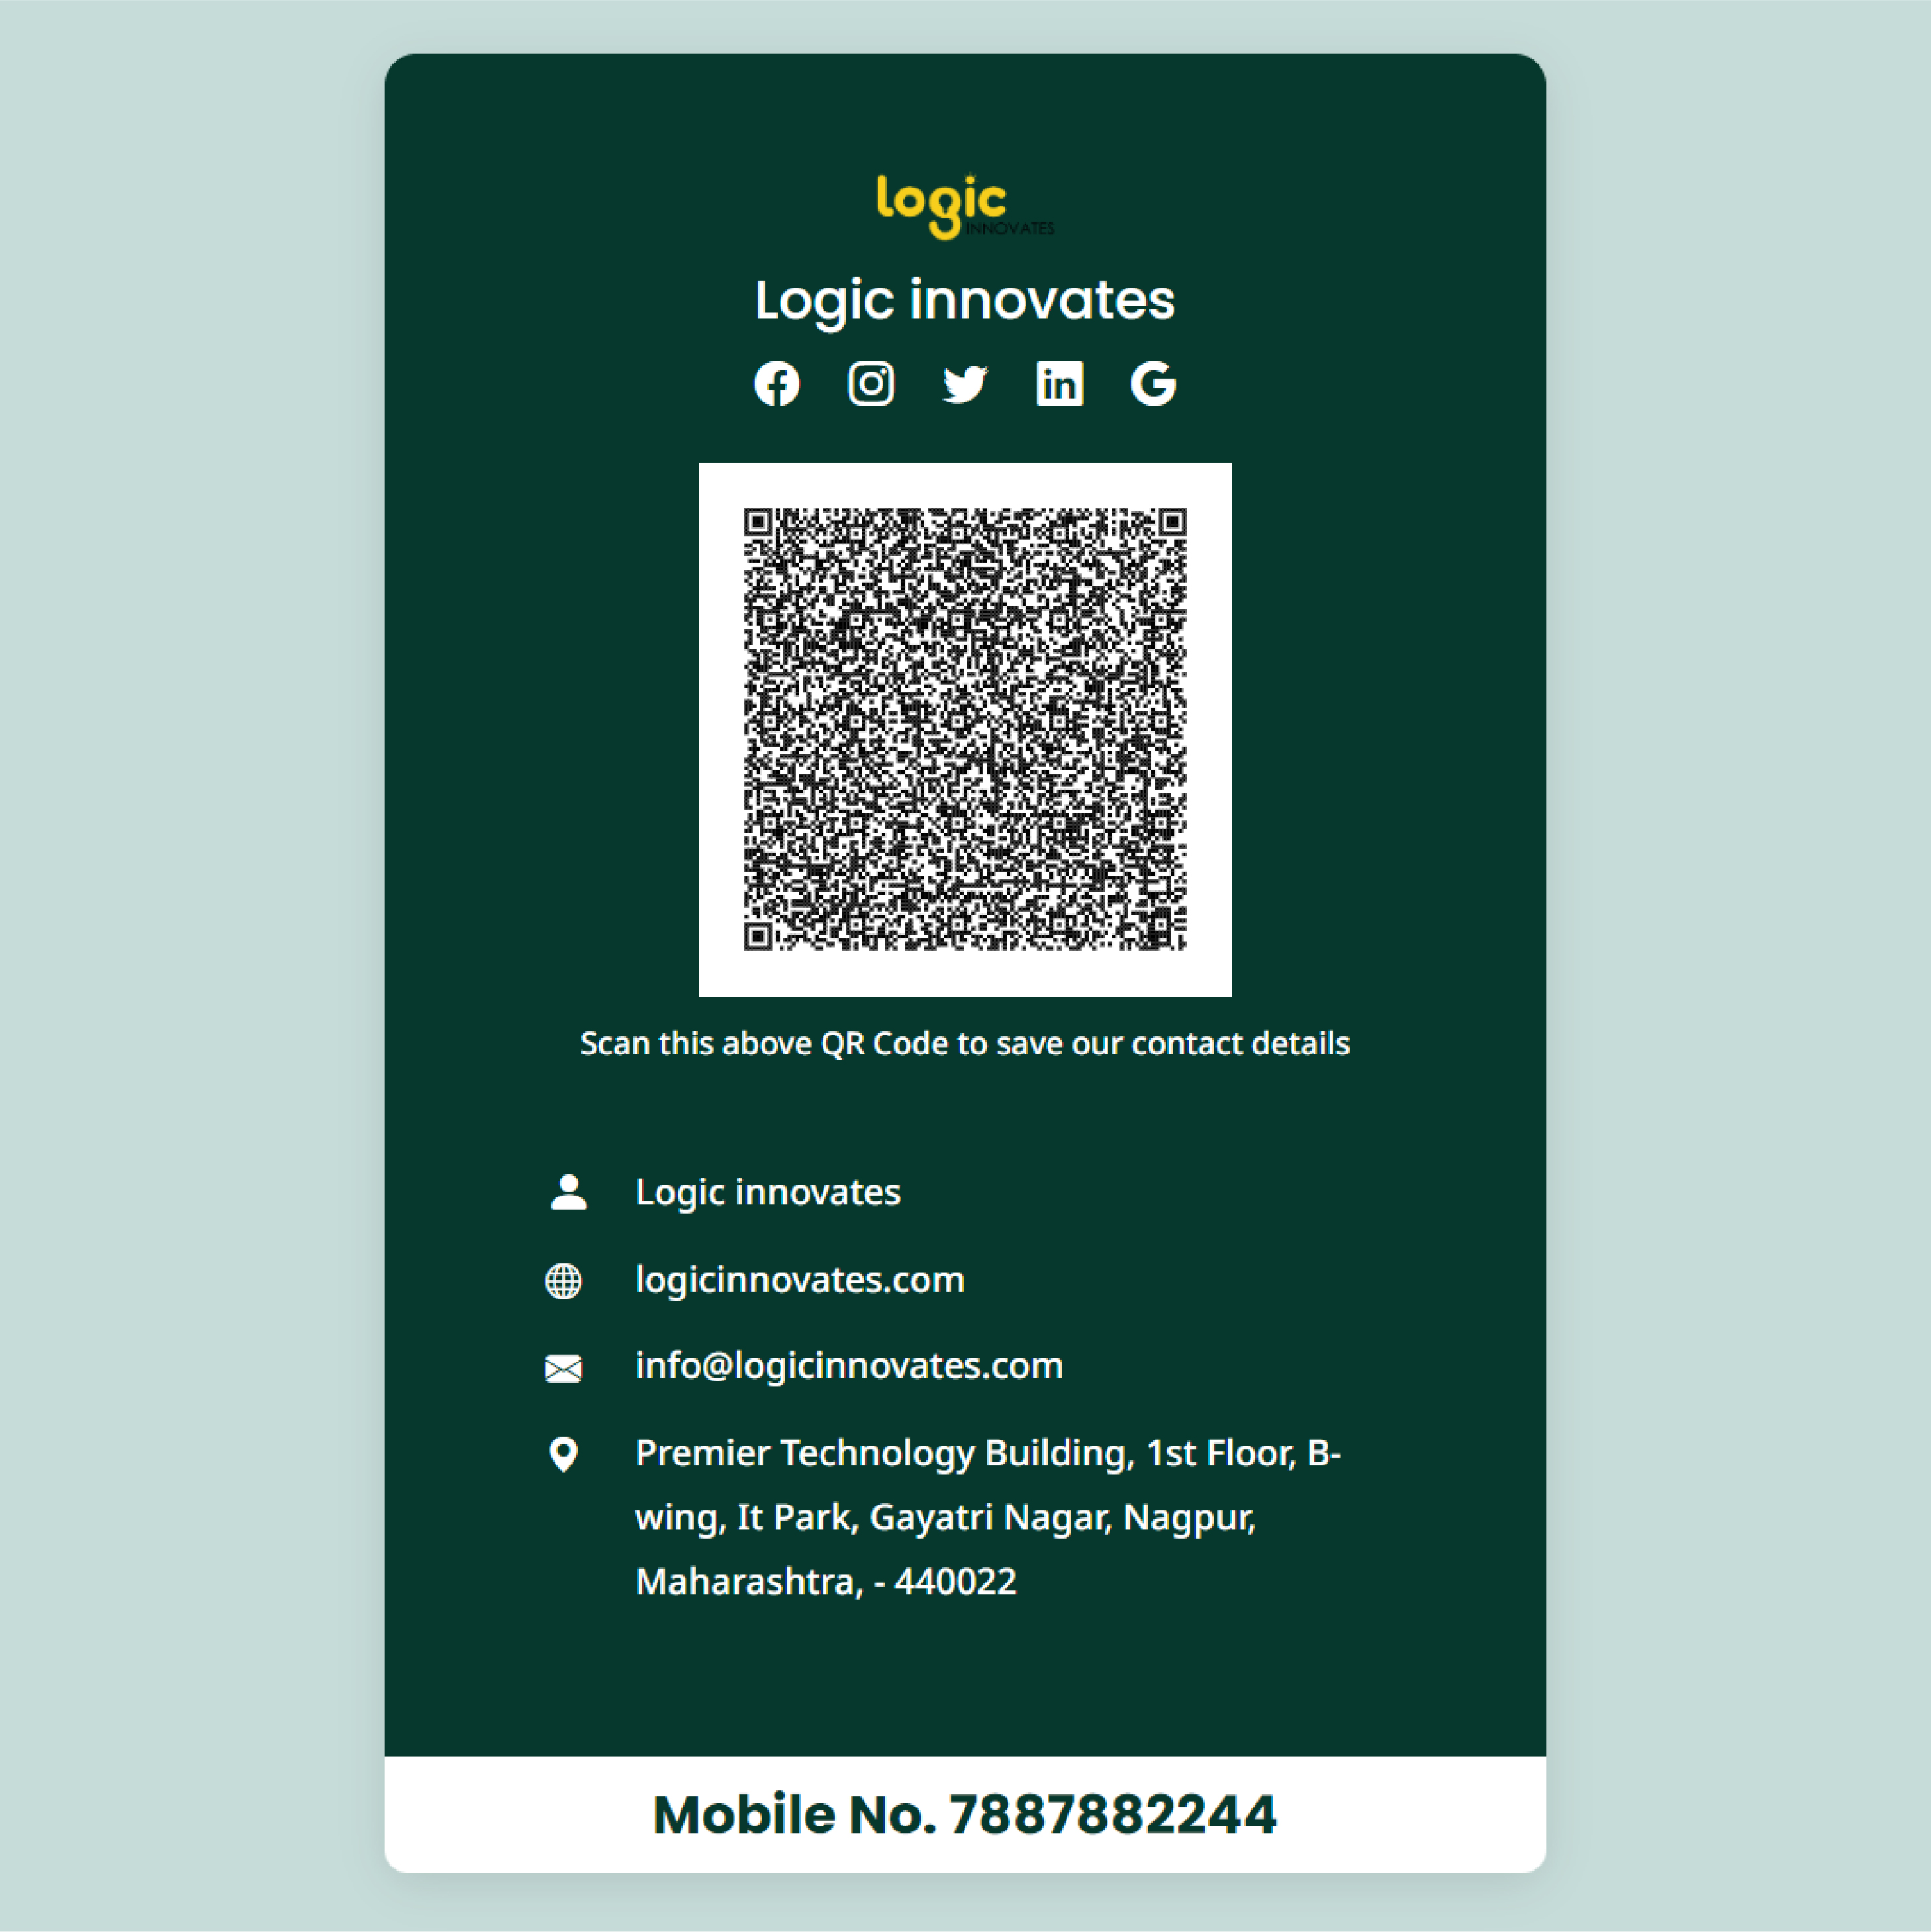 logic
INNOVATES
Logic innovates
Scan this above QR Code to save our contact details
Logic innovates
logicinnovates.com
info@logicinnovates.com
Premier Technology Building, 1st Floor, B-
wing, It Park, Gayatri Nagar, Nagpur,
Maharashtra, - 440022
Mobile No. 7887882244